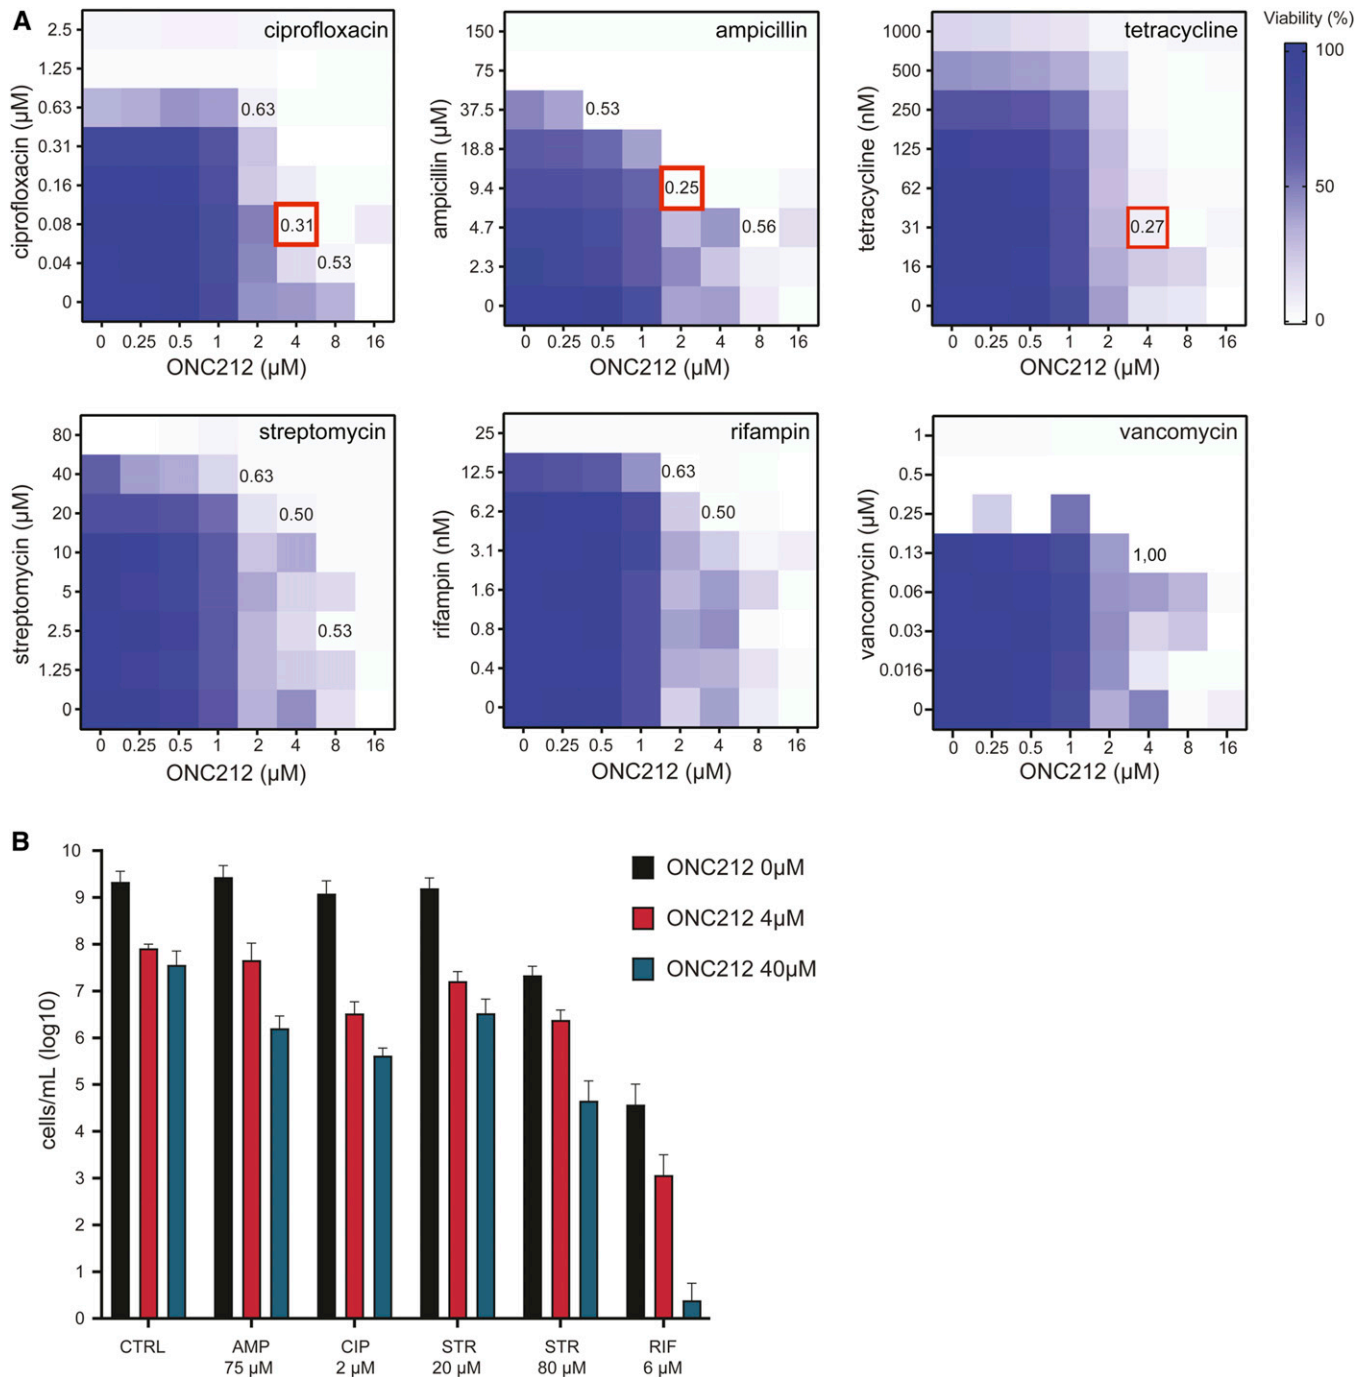 A
ciprofloxacin
ciprofloxacin (µM)
2.5
1.25
0.63
0.31
0.16
0.08
0.04
0
0.63
0.31
0.53
0 0.25 0.5 1 2 4 8 16
ONC212 (µM)
ampicillin
ampicillin (µM)
150
75
37.5
18.8
9.4
4.7
2.3
0
0.53
0.25
0.56
0 0.25 0.5 1 2 4 8 16
ONC212 (µM)
tetracycline
tetracycline (nM)
1000
500
250
125
62
31
16
0
0.27
0 0.25 0.5 1 2 4 8 16
ONC212 (µM)
Viability (%)
100
50
0
streptomycin
streptomycin (µM)
80
40
20
10
5
2.5
1.25
0
0.63
0.50
0.53
0 0.25 0.5 1 2 4 8 16
ONC212 (µM)
rifampin
rifampin (nM)
25
12.5
6.2
3.1
1.6
0.8
0.4
0
0.63
0.50
0 0.25 0.5 1 2 4 8 16
ONC212 (µM)
vancomycin
vancomycin (µM)
1
0.5
0.25
0.13
0.06
0.03
0.016
0
1,00
0 0.25 0.5 1 2 4 8 16
ONC212 (µM)
B
cells/mL (log10)
10
9
8
7
6
5
4
3
2
1
0
ONC212 0µM
ONC212 4µM
ONC212 40µM
CTRL AMP CIP STR STR RIF
75 µM 2 µM 20 µM 80 µM 6 µM